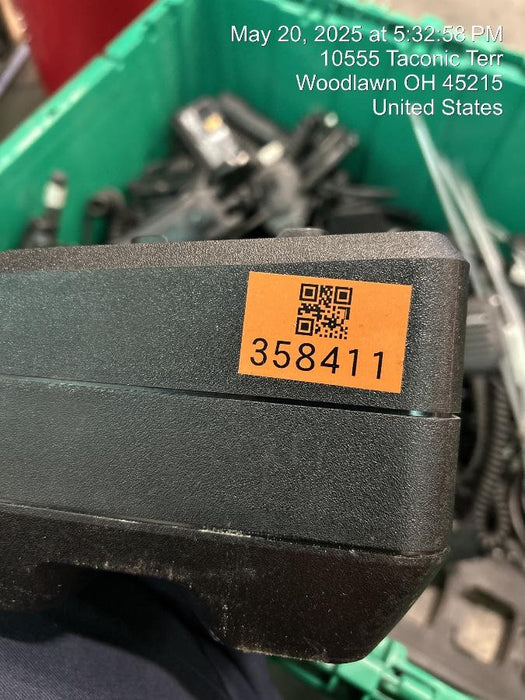 May 20, 2025 at 5:32:58 PM
10555 Taconic Terr
Woodlawn OH 45215
United States
358411